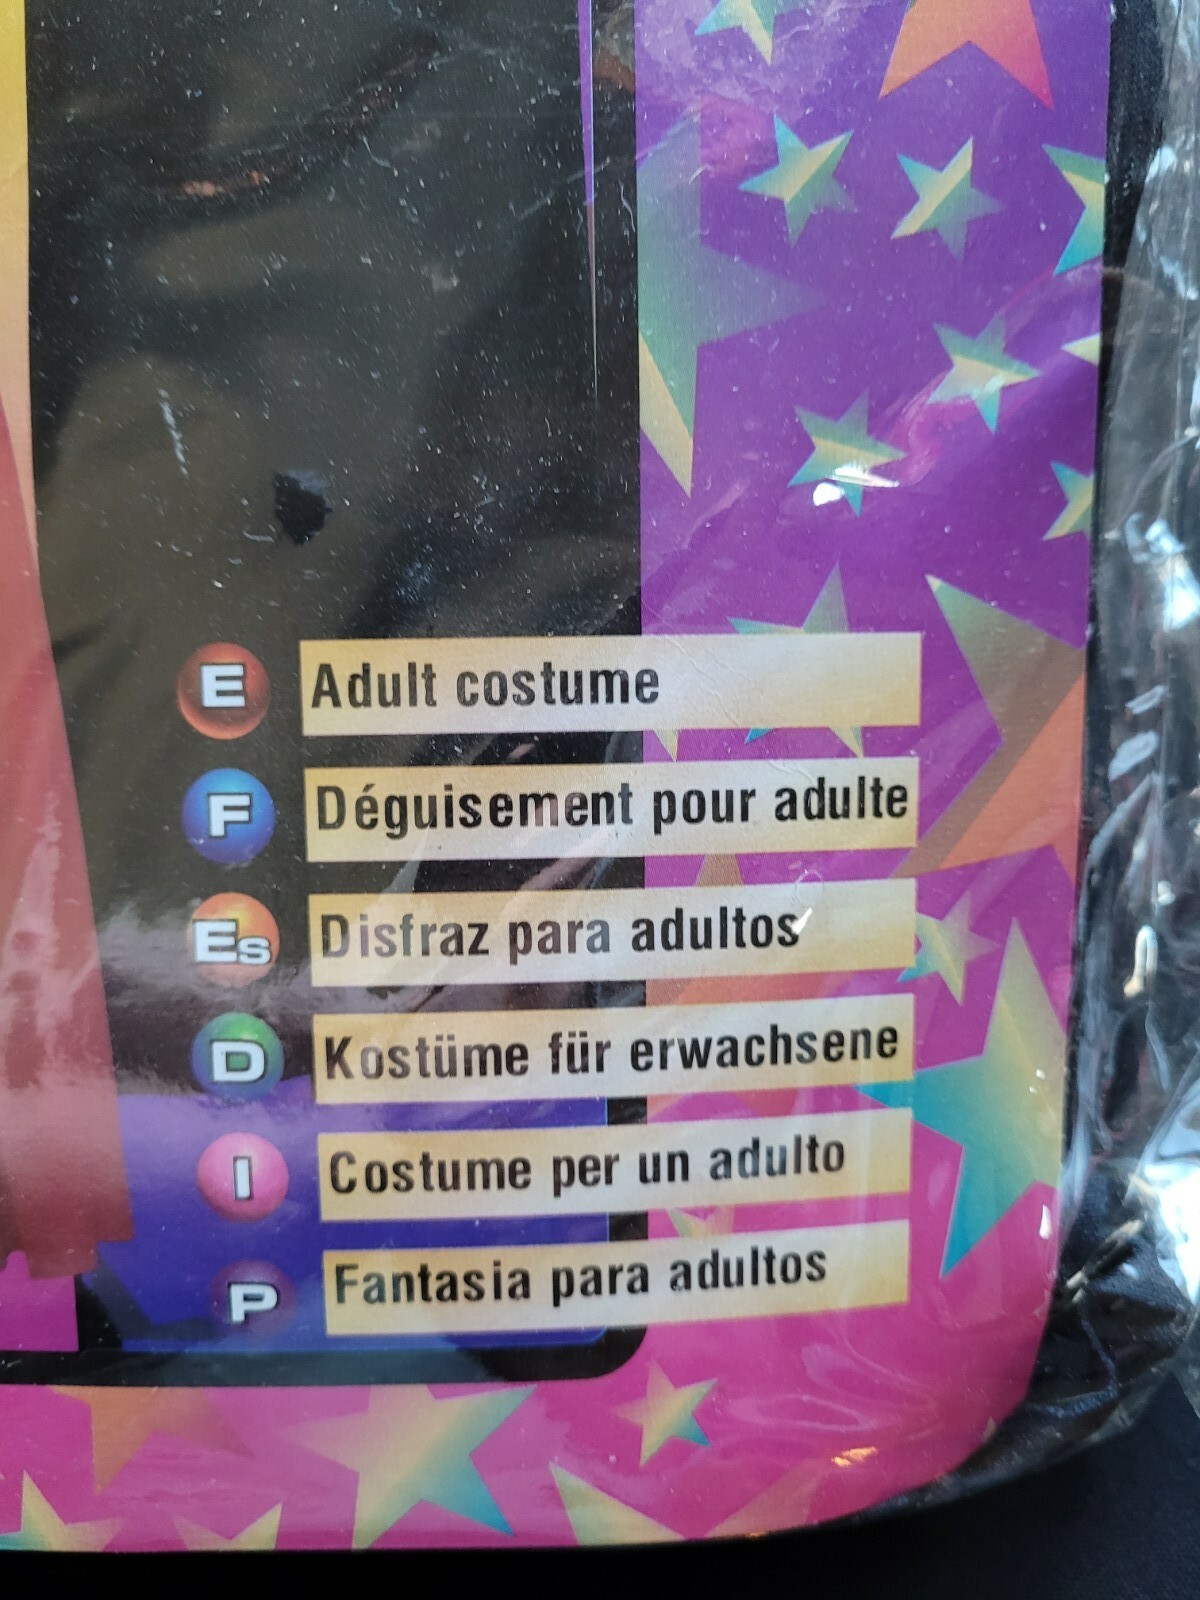 E Adult costume
F Déguisement pour adulte
Es Disfraz para adultos
D Kostüme für erwachsene
I Costume per un adulto
P Fantasia para adultos